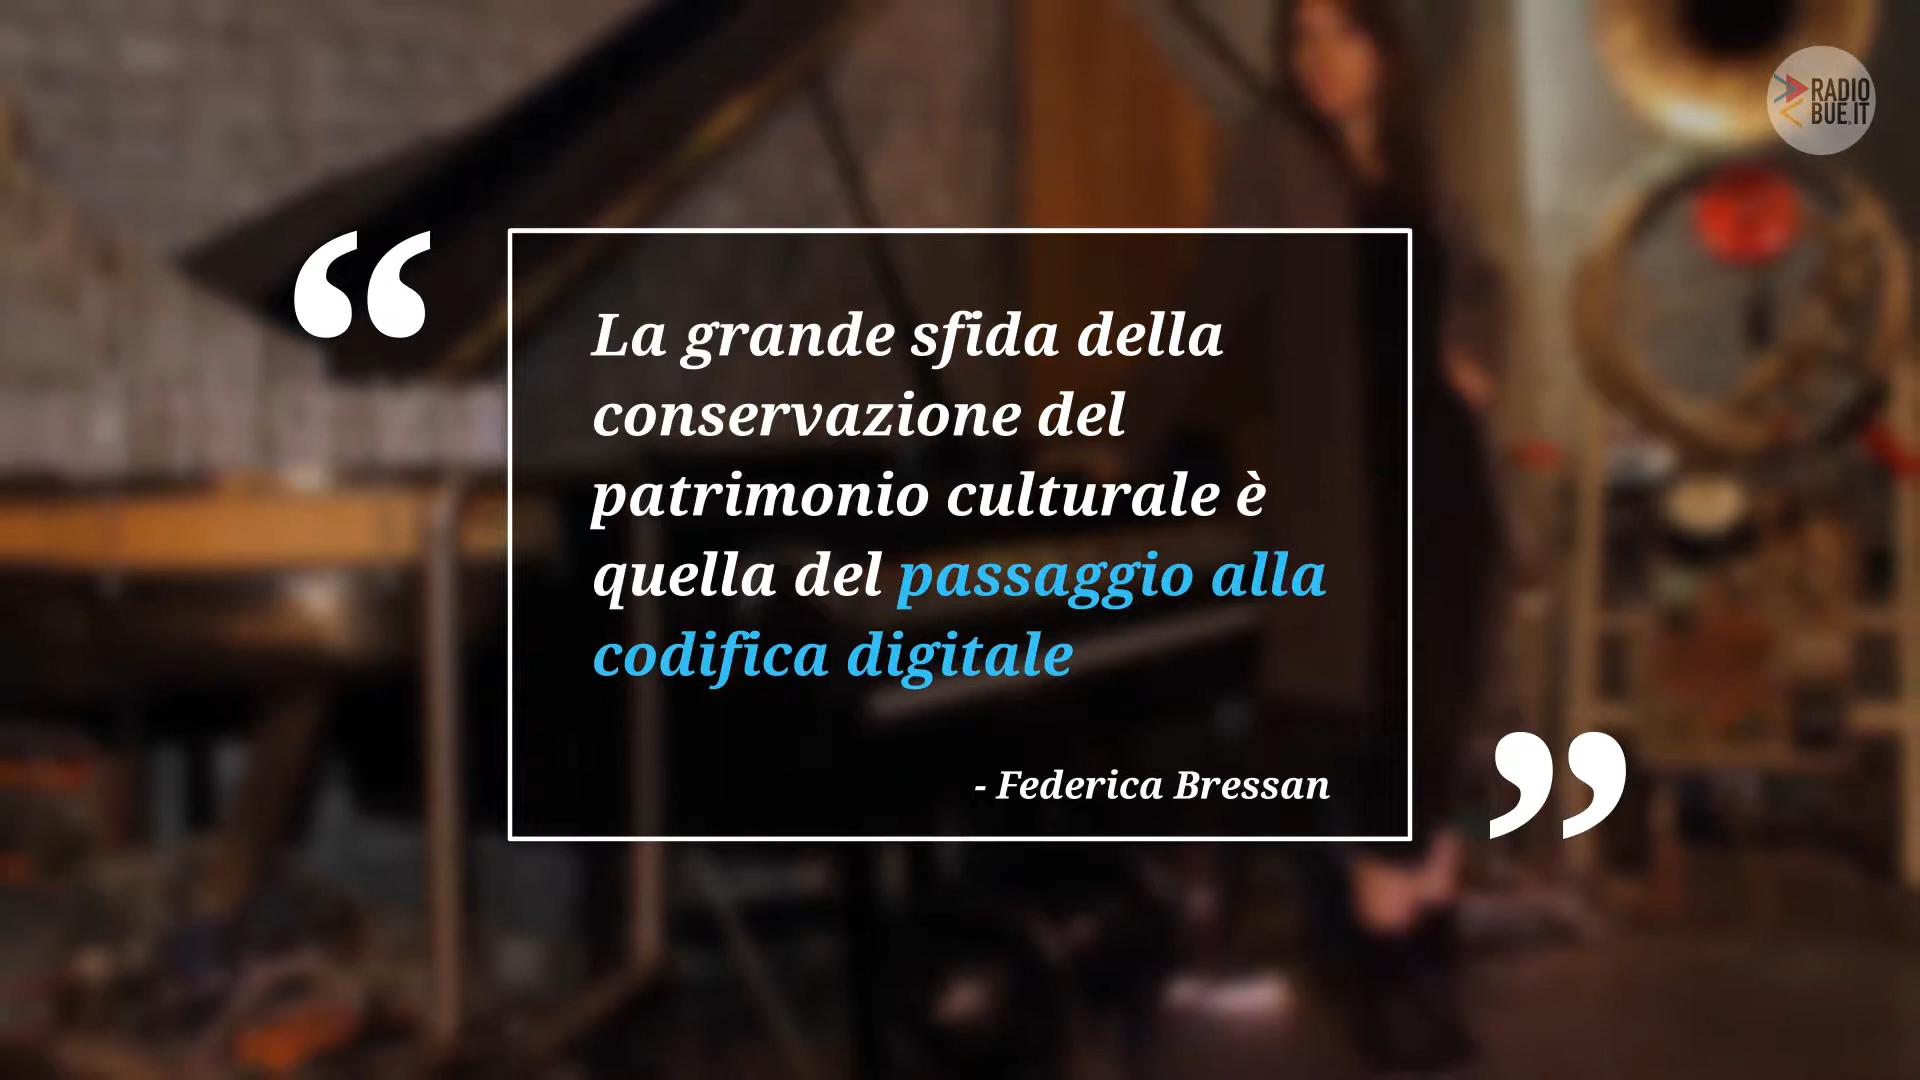 RADIO
BUE.IT
“
La grande sfida della
conservazione del
patrimonio culturale è
quella del passaggio alla
codifica digitale
- Federica Bressan
”